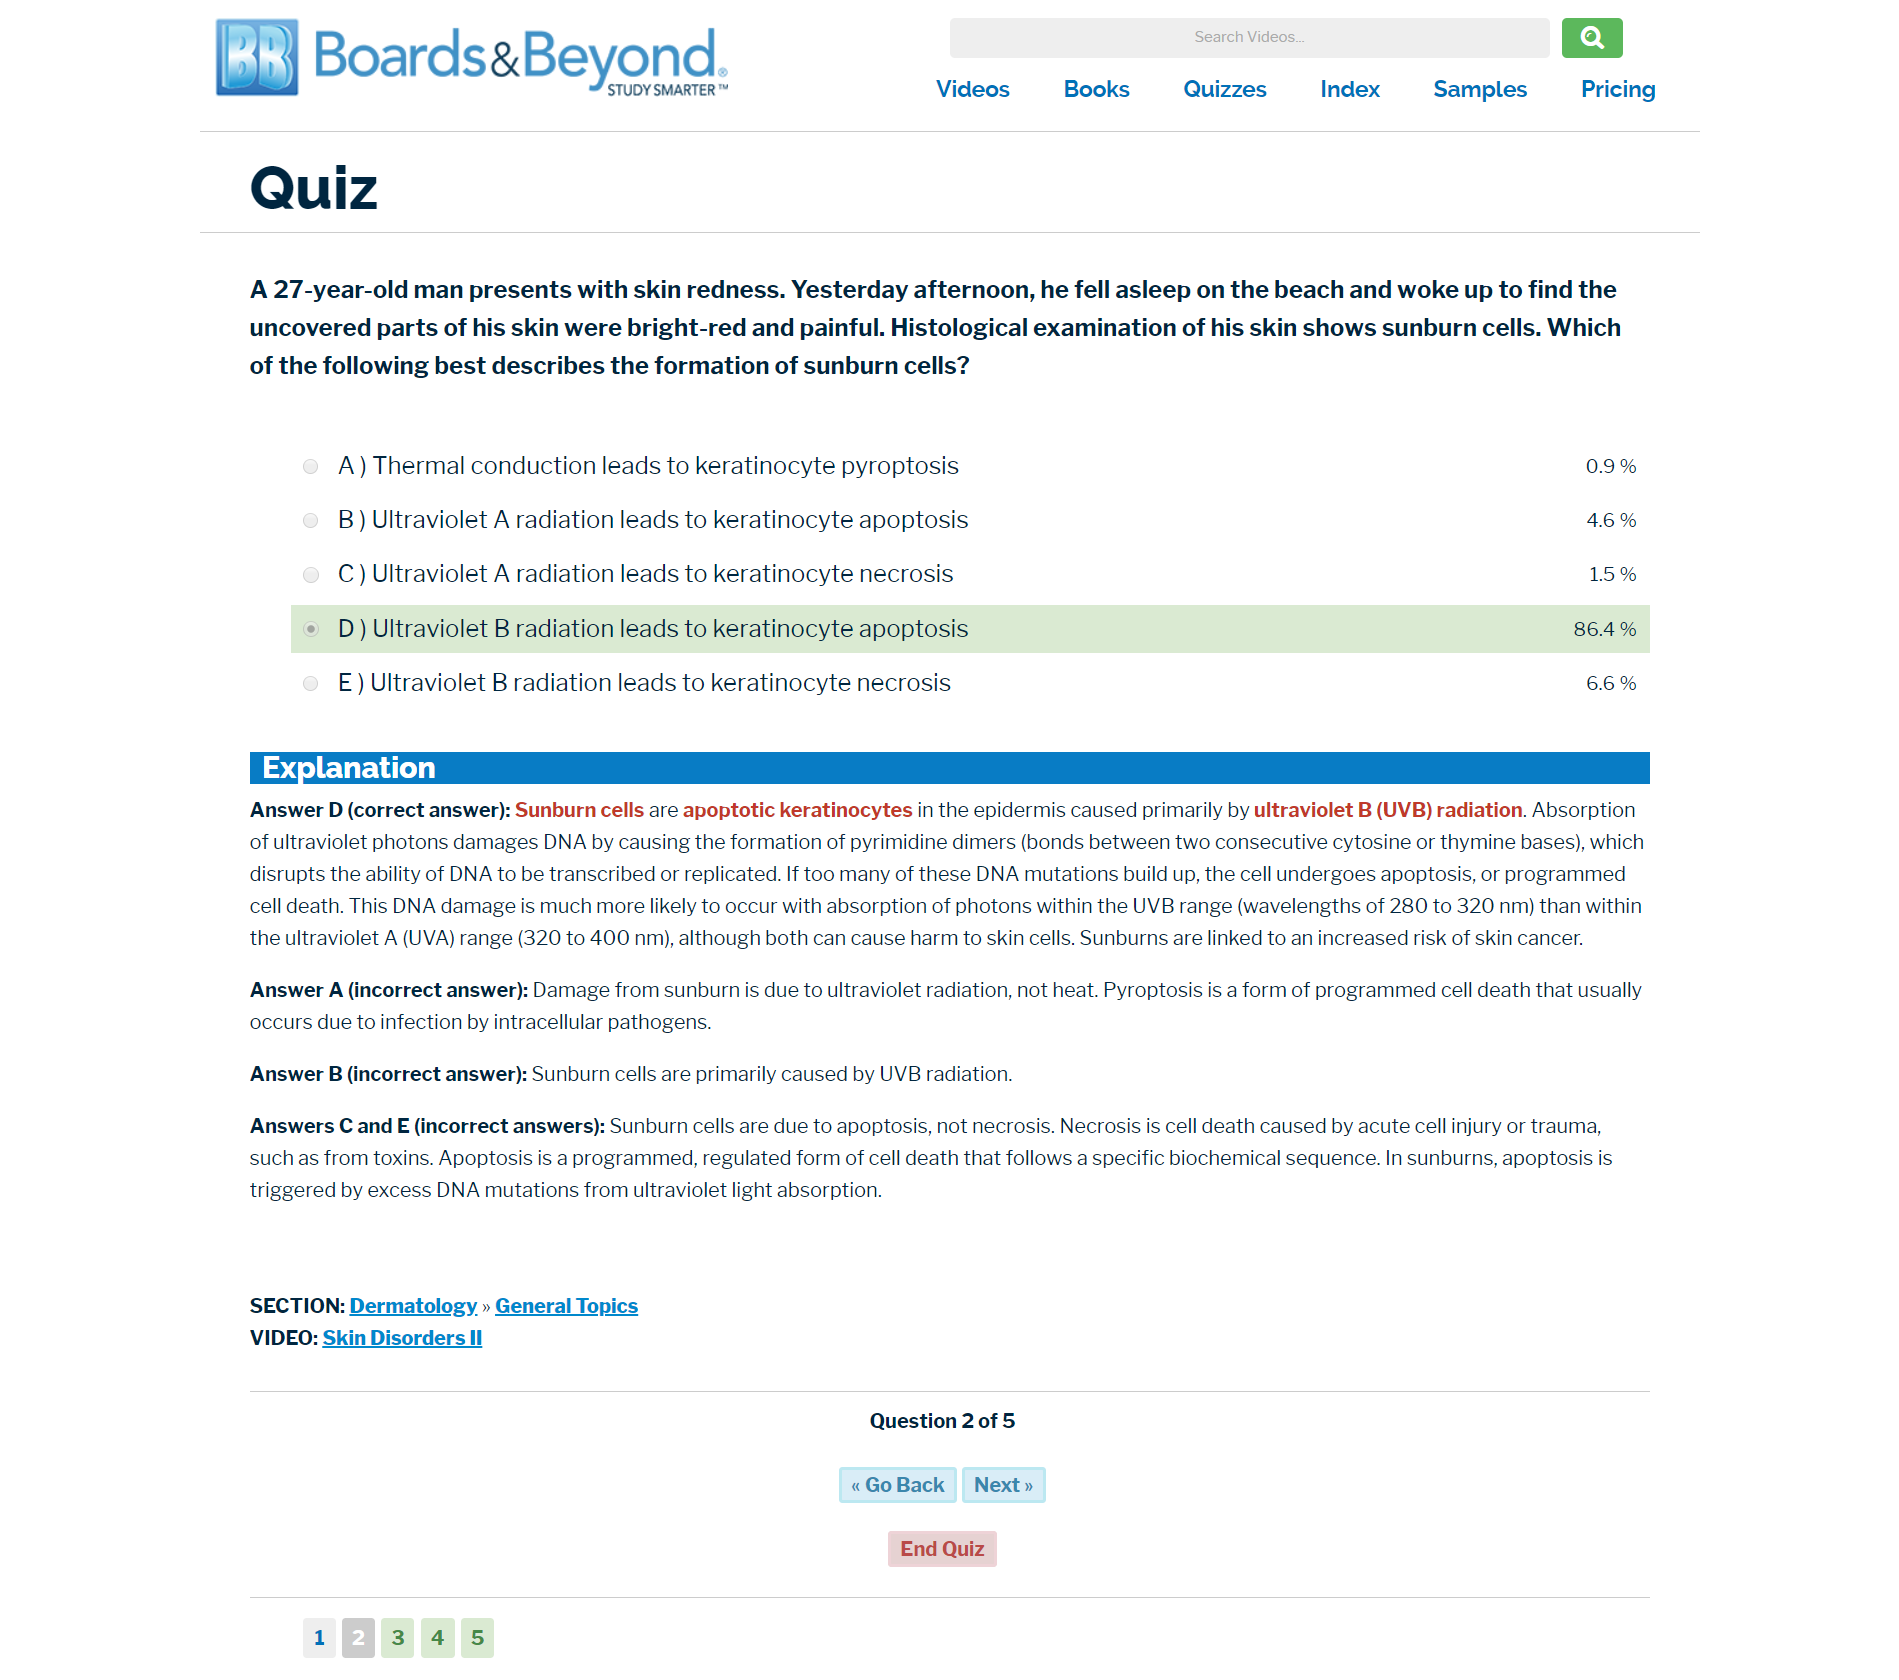 BB Boards&Beyond®
STUDY SMARTER™
Search Videos...
Videos Books Quizzes Index Samples Pricing
Quiz
A 27-year-old man presents with skin redness. Yesterday afternoon, he fell asleep on the beach and woke up to find the
uncovered parts of his skin were bright-red and painful. Histological examination of his skin shows sunburn cells. Which
of the following best describes the formation of sunburn cells?
A ) Thermal conduction leads to keratinocyte pyroptosis 0.9 %
B ) Ultraviolet A radiation leads to keratinocyte apoptosis 4.6 %
C ) Ultraviolet A radiation leads to keratinocyte necrosis 1.5 %
D ) Ultraviolet B radiation leads to keratinocyte apoptosis 86.4 %
E ) Ultraviolet B radiation leads to keratinocyte necrosis 6.6 %
Explanation
Answer D (correct answer): Sunburn cells are apoptotic keratinocytes in the epidermis caused primarily by ultraviolet B (UVB) radiation. Absorption
of ultraviolet photons damages DNA by causing the formation of pyrimidine dimers (bonds between two consecutive cytosine or thymine bases), which
disrupts the ability of DNA to be transcribed or replicated. If too many of these DNA mutations build up, the cell undergoes apoptosis, or programmed
cell death. This DNA damage is much more likely to occur with absorption of photons within the UVB range (wavelengths of 280 to 320 nm) than within
the ultraviolet A (UVA) range (320 to 400 nm), although both can cause harm to skin cells. Sunburns are linked to an increased risk of skin cancer.
Answer A (incorrect answer): Damage from sunburn is due to ultraviolet radiation, not heat. Pyroptosis is a form of programmed cell death that usually
occurs due to infection by intracellular pathogens.
Answer B (incorrect answer): Sunburn cells are primarily caused by UVB radiation.
Answers C and E (incorrect answers): Sunburn cells are due to apoptosis, not necrosis. Necrosis is cell death caused by acute cell injury or trauma,
such as from toxins. Apoptosis is a programmed, regulated form of cell death that follows a specific biochemical sequence. In sunburns, apoptosis is
triggered by excess DNA mutations from ultraviolet light absorption.
SECTION: Dermatology » General Topics
VIDEO: Skin Disorders II
Question 2 of 5
« Go Back Next »
End Quiz
1 2 3 4 5